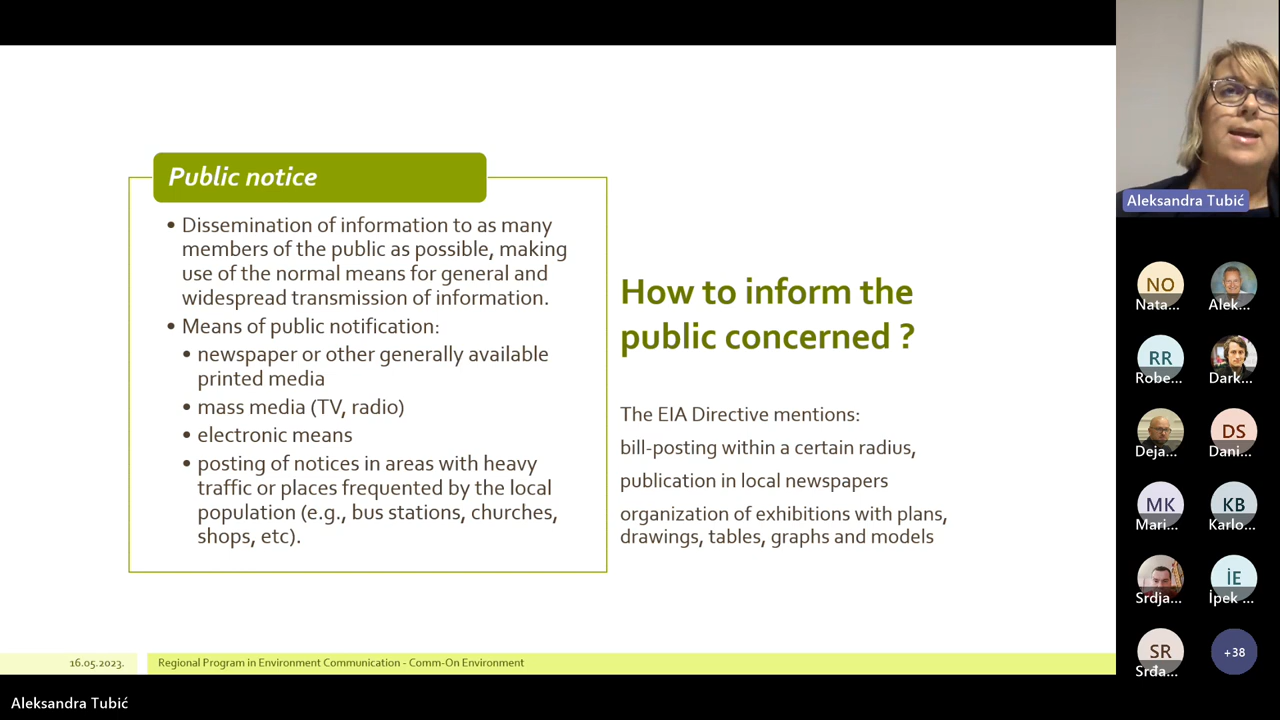 Public notice
• Dissemination of information to as many
members of the public as possible, making
use of the normal means for general and
widespread transmission of information.
• Means of public notification:
• newspaper or other generally available
printed media
• mass media (TV, radio)
• electronic means
• posting of notices in areas with heavy
traffic or places frequented by the local
population (e.g., bus stations, churches,
shops, etc).
How to inform the
public concerned ?
The EIA Directive mentions:
bill-posting within a certain radius,
publication in local newspapers
organization of exhibitions with plans,
drawings, tables, graphs and models
16.05.2023.
Regional Program in Environment Communication - Comm-On Environment
Aleksandra Tubić
Aleksandra Tubić
NO
Nata...
Alek...
RR
Robe...
Dark...
Deja...
DS
Dani...
MK
Mari...
KB
Karlo...
Srdja...
İE
İpek ...
SR
Srđa...
+38